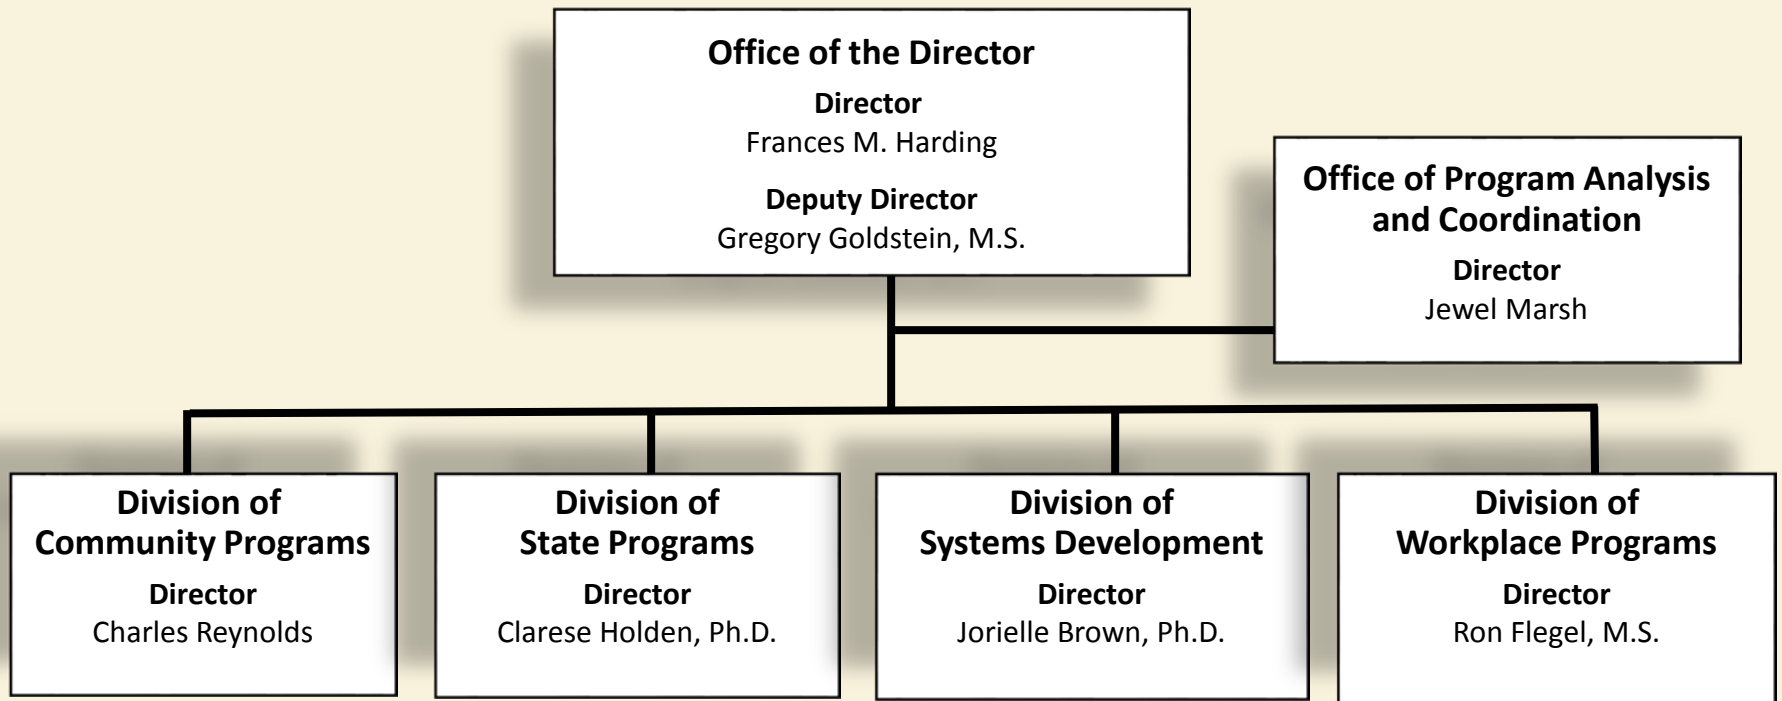 Office of the Director
Director
Frances M. Harding
Deputy Director
Gregory Goldstein, M.S.
Office of Program Analysis
and Coordination
Director
Jewel Marsh
Division of
Community Programs
Director
Charles Reynolds
Division of
State Programs
Director
Clarese Holden, Ph.D.
Division of
Systems Development
Director
Jorielle Brown, Ph.D.
Division of
Workplace Programs
Director
Ron Flegel, M.S.